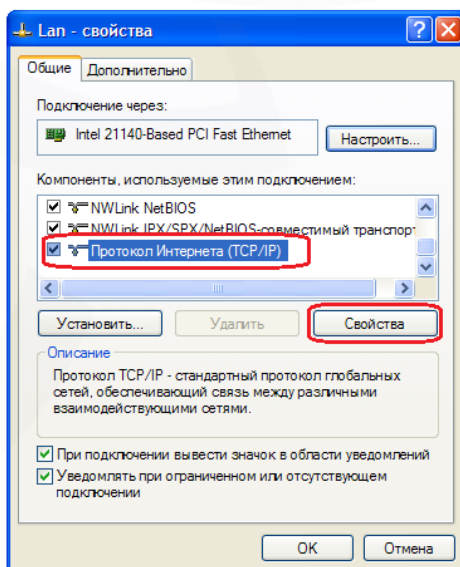 Lan - свойства
Общие
Дополнительно
Подключение через:
Intel 21140-Based PCI Fast Ethernet
Настроить...
Компоненты, используемые этим подключением:
NWLink NetBIOS
NWLink IPX/SPX/NetBIOS-совместимый транспорт
Протокол Интернета (TCP/IP)
Установить...
Удалить
Свойства
Описание
Протокол TCP/IP - стандартный протокол глобальных
сетей, обеспечивающий связь между различными
взаимодействующими сетями.
При подключении вывести значок в области уведомлений
Уведомлять при ограниченном или отсутствующем
подключении
OK
Отмена